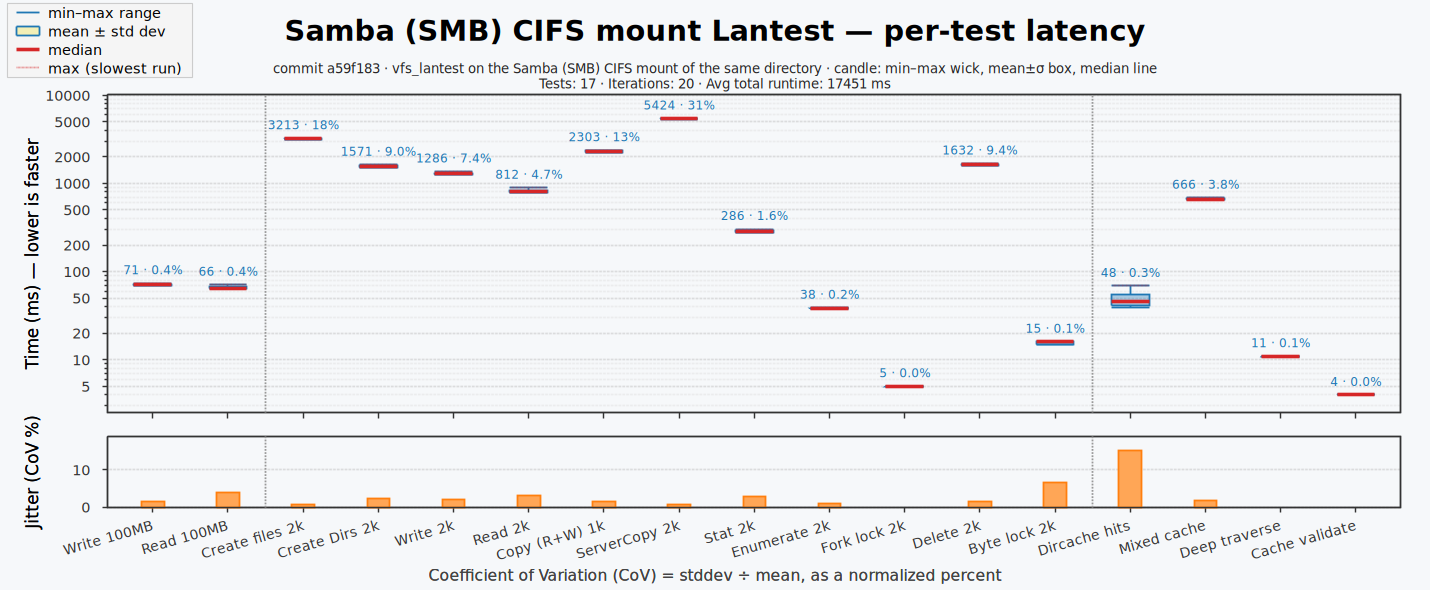 min–max range
mean ± std dev
median
max (slowest run)
Samba (SMB) CIFS mount Lantest — per-test latency
commit a59f183 · vfs_lantest on the Samba (SMB) CIFS mount of the same directory · candle: min–max wick, mean±σ box, median line
Tests: 17 · Iterations: 20 · Avg total runtime: 17451 ms
Time (ms) — lower is faster
10000
5000
2000
1000
500
200
100
50
20
10
5
71 · 0.4%
66 · 0.4%
3213 · 18%
1571 · 9.0%
1286 · 7.4%
812 · 4.7%
2303 · 13%
5424 · 31%
286 · 1.6%
38 · 0.2%
5 · 0.0%
1632 · 9.4%
15 · 0.1%
48 · 0.3%
666 · 3.8%
11 · 0.1%
4 · 0.0%
Jitter (CoV %)
10
0
Write 100MB
Read 100MB
Create files 2k
Create Dirs 2k
Write 2k
Read 2k
Copy (R+W) 1k
ServerCopy 2k
Stat 2k
Enumerate 2k
Fork lock 2k
Delete 2k
Byte lock 2k
Dircache hits
Mixed cache
Deep traverse
Cache validate
Coefficient of Variation (CoV) = stddev ÷ mean, as a normalized percent